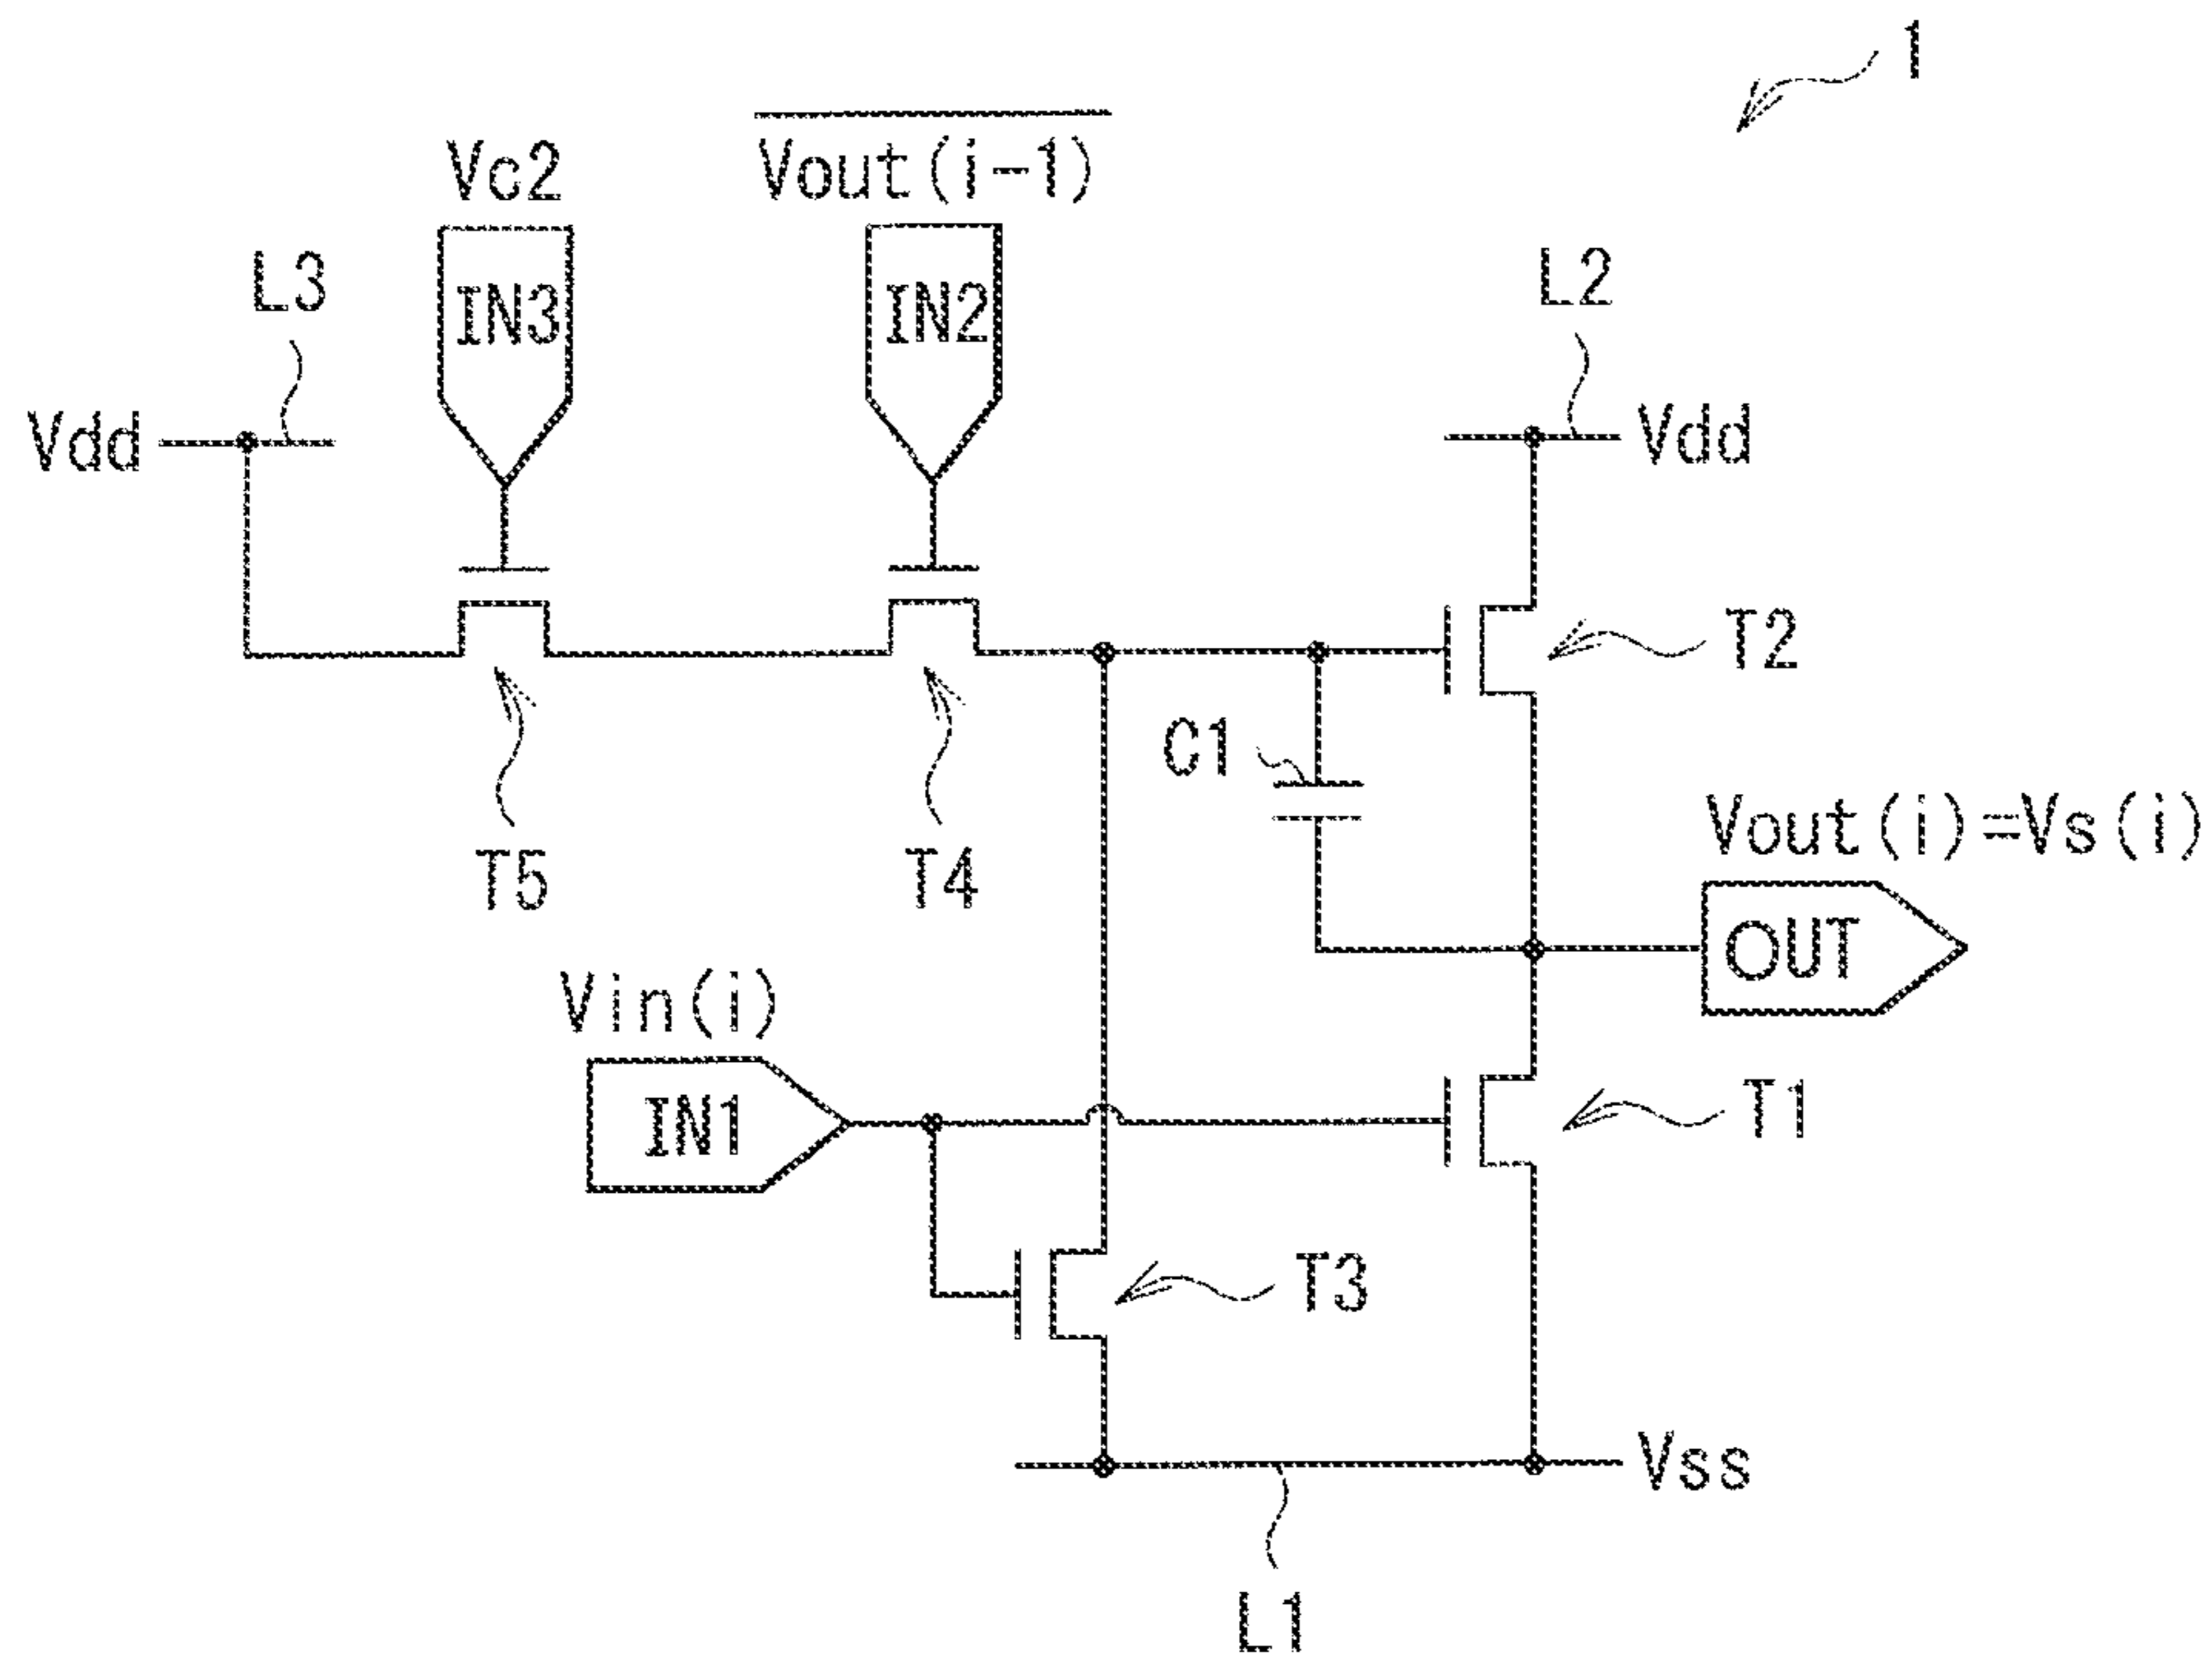 1
Vc2
V̅o̅u̅t̅(̅i̅-̅1̅)̅
L3
IN3
IN2
L2
Vdd
Vdd
T2
C1
Vout(i)=Vs(i)
T5
T4
OUT
Vin(i)
IN1
T1
T3
Vss
L1